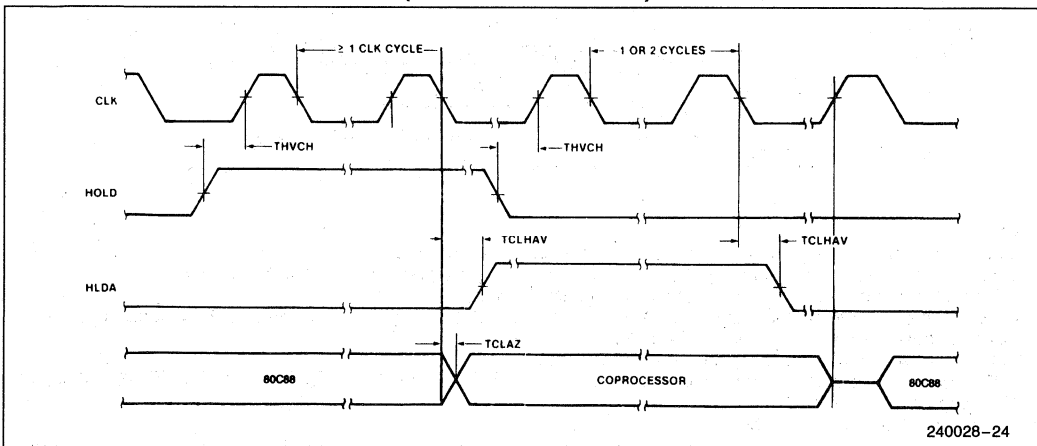 ≥ 1 CLK CYCLE
1 OR 2 CYCLES
CLK
THVCH
THVCH
HOLD
TCLHAV
TCLHAV
HLDA
TCLAZ
80C88
COPROCESSOR
80C88
240028-24